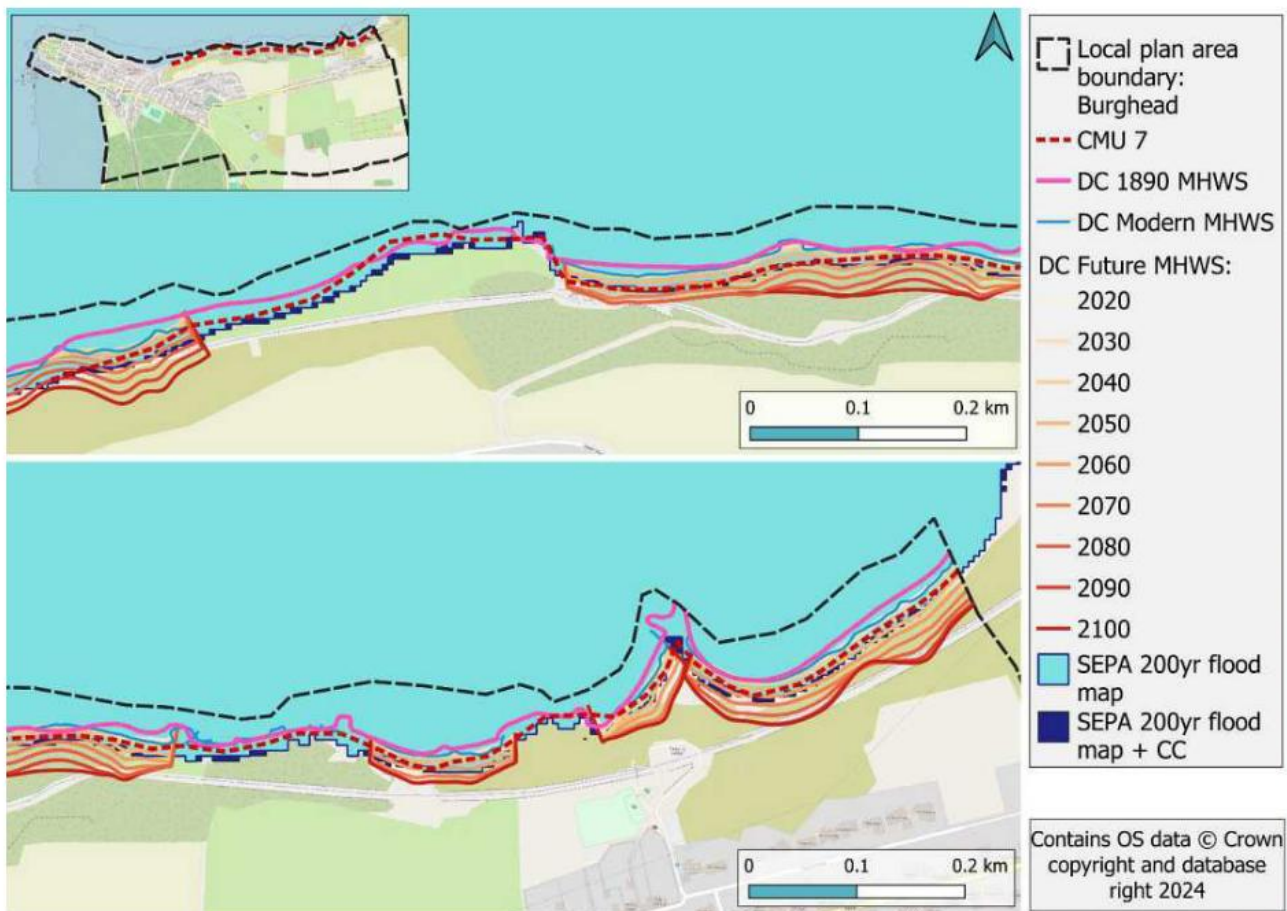 Local plan area
boundary:
Burghead
CMU 7
DC 1890 MHWS
DC Modern MHWS
DC Future MHWS:
2020
2030
2040
2050
2060
2070
2080
2090
2100
SEPA 200yr flood
map
SEPA 200yr flood
map + CC
0 0.1 0.2 km
0 0.1 0.2 km
Contains OS data © Crown
copyright and database
right 2024